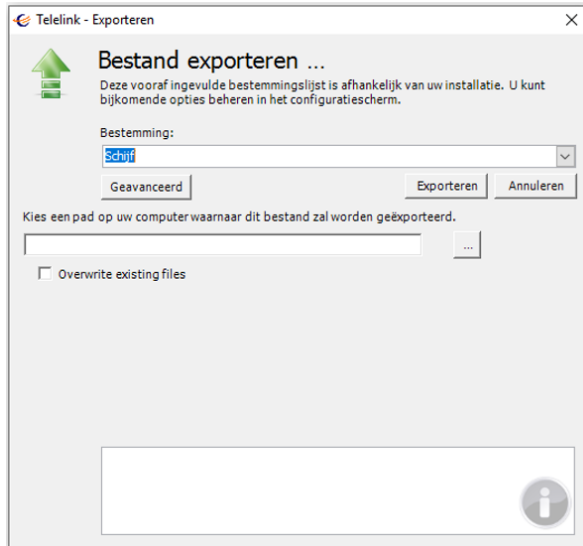 Telelink - Exporteren
Bestand exporteren ...
Deze vooraf ingevulde bestemmingslijst is afhankelijk van uw installatie. U kunt
bijkomende opties beheren in het configuratiescherm.
Bestemming:
Schijf
Geavanceerd Exporteren Annuleren
Kies een pad op uw computer waarnaar dit bestand zal worden geëxporteerd.
...
Overwrite existing files